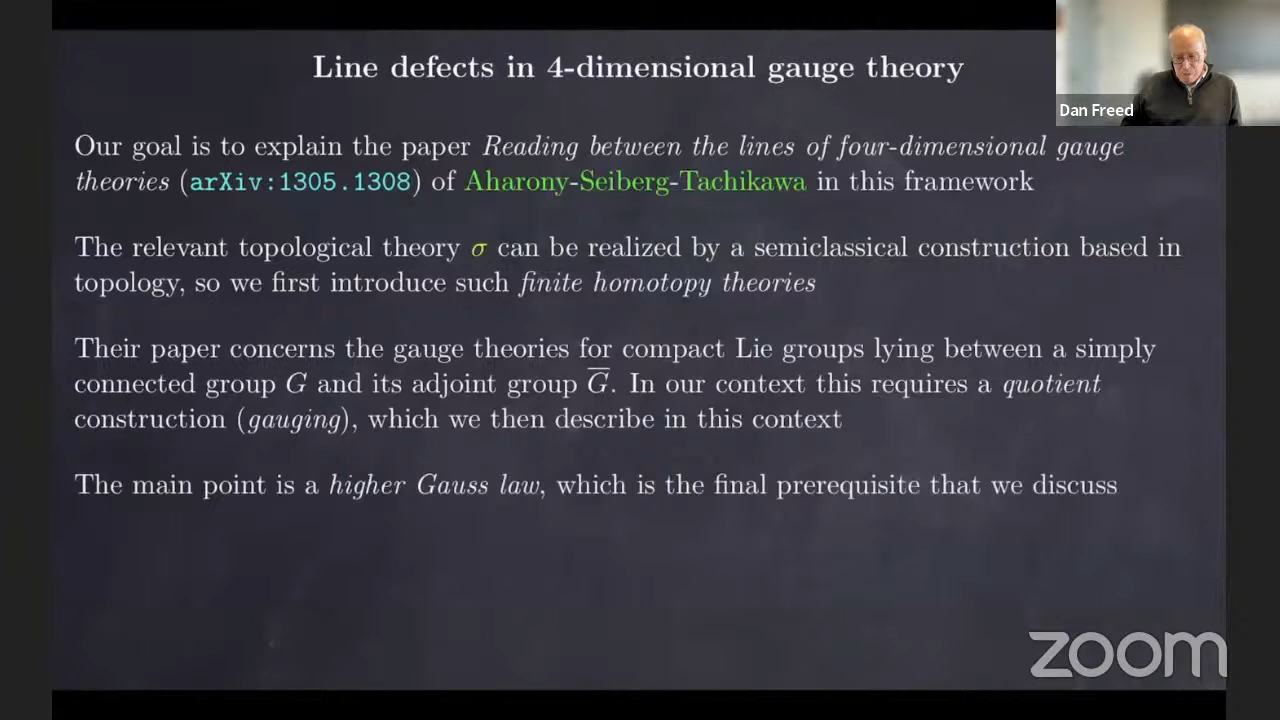 Line defects in 4-dimensional gauge theory
Dan Freed
Our goal is to explain the paper Reading between the lines of four-dimensional gauge
theories (arXiv:1305.1308) of Aharony-Seiberg-Tachikawa in this framework
The relevant topological theory σ can be realized by a semiclassical construction based in
topology, so we first introduce such finite homotopy theories
Their paper concerns the gauge theories for compact Lie groups lying between a simply
connected group G and its adjoint group G̅. In our context this requires a quotient
construction (gauging), which we then describe in this context
The main point is a higher Gauss law, which is the final prerequisite that we discuss
zoom